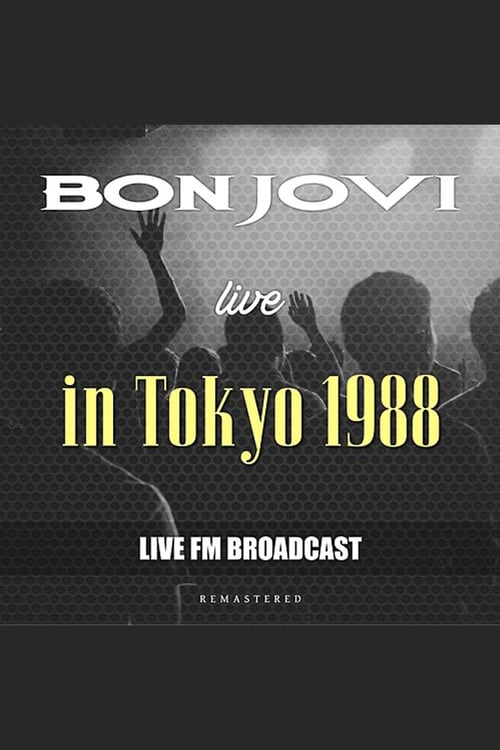 BON JOVI
live
in Tokyo 1988
LIVE FM BROADCAST
REMASTERED